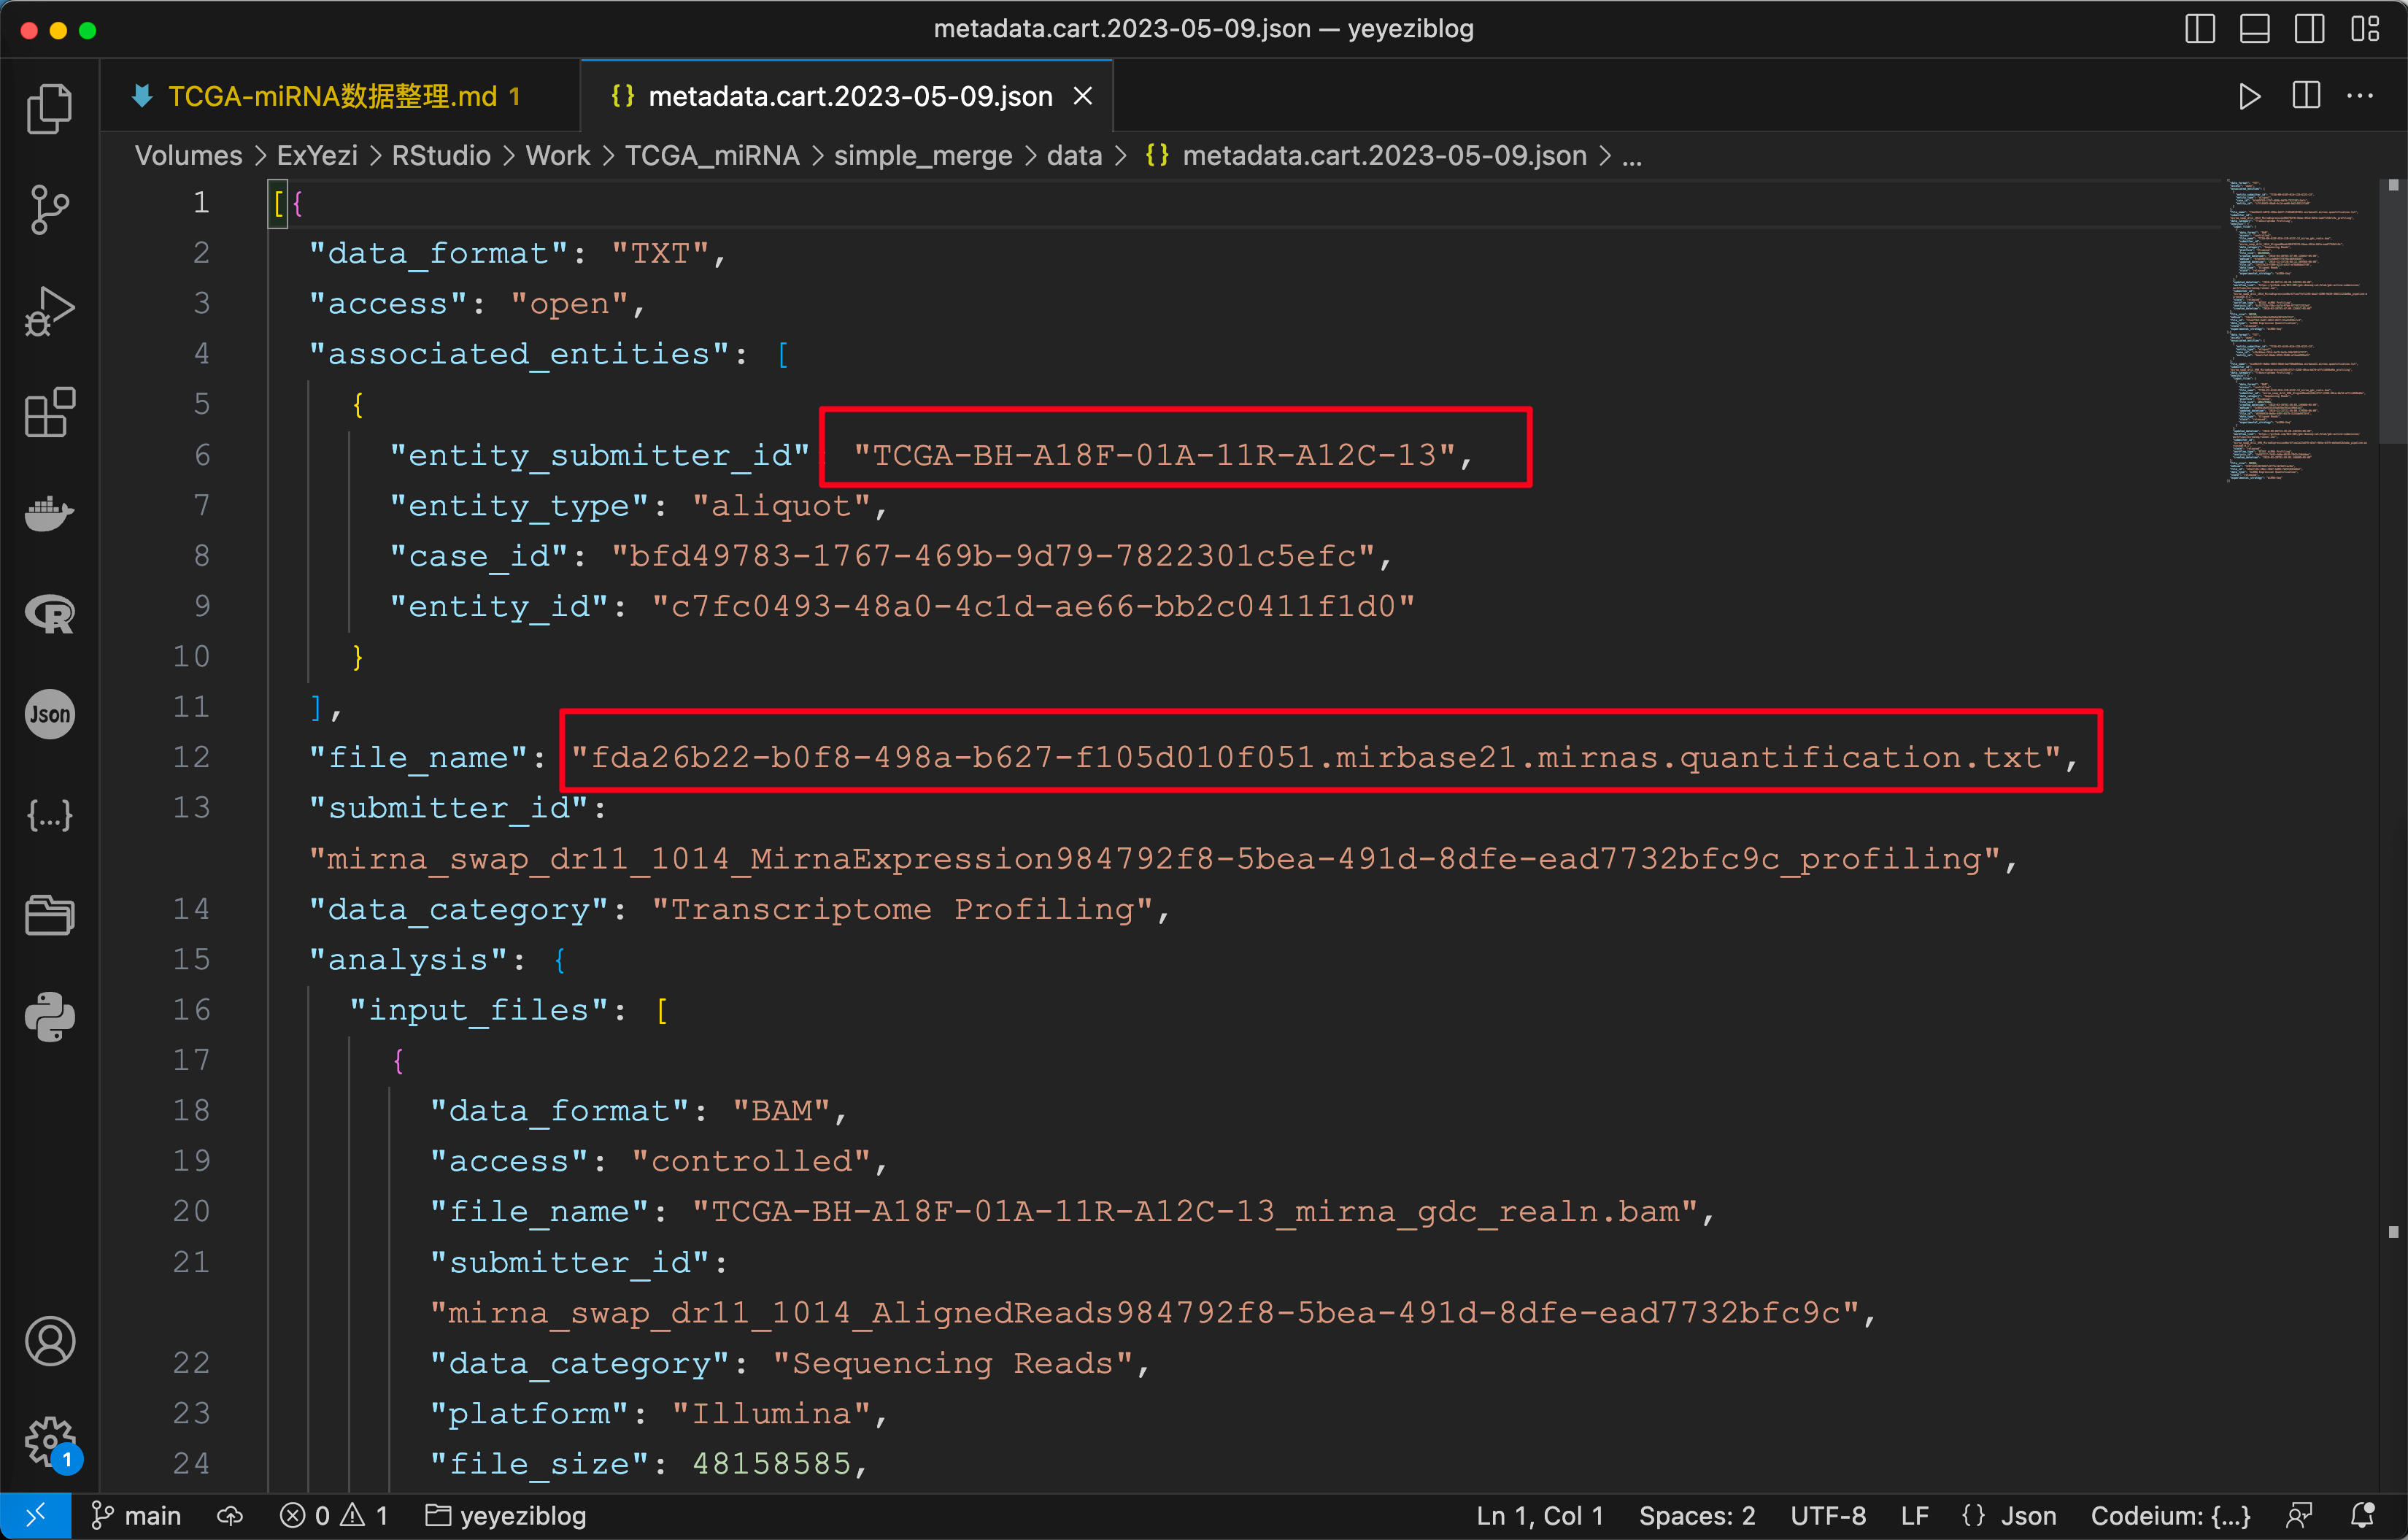 metadata.cart.2023-05-09.json — yeyeziblog
TCGA-miRNA数据整理.md 1
{} metadata.cart.2023-05-09.json
Volumes > ExYezi > RStudio > Work > TCGA_miRNA > simple_merge > data > {} metadata.cart.2023-05-09.json > ...
1 [{
2 "data_format": "TXT",
3 "access": "open",
4 "associated_entities": [
5 {
6 "entity_submitter_id" "TCGA-BH-A18F-01A-11R-A12C-13",
7 "entity_type": "aliquot",
8 "case_id": "bfd49783-1767-469b-9d79-7822301c5efc",
9 "entity_id": "c7fc0493-48a0-4c1d-ae66-bb2c0411f1d0"
10 }
11 ],
12 "file_name": "fda26b22-b0f8-498a-b627-f105d010f051.mirbase21.mirnas.quantification.txt",
13 "submitter_id":
"mirna_swap_dr11_1014_MirnaExpression984792f8-5bea-491d-8dfe-ead7732bfc9c_profiling",
14 "data_category": "Transcriptome Profiling",
15 "analysis": {
16 "input_files": [
17 {
18 "data_format": "BAM",
19 "access": "controlled",
20 "file_name": "TCGA-BH-A18F-01A-11R-A12C-13_mirna_gdc_realn.bam",
21 "submitter_id":
"mirna_swap_dr11_1014_AlignedReads984792f8-5bea-491d-8dfe-ead7732bfc9c",
22 "data_category": "Sequencing Reads",
23 "platform": "Illumina",
24 "file_size": 48158585,
R
Json
{...}
1
main 0 1 yeyeziblog Ln 1, Col 1 Spaces: 2 UTF-8 LF {} Json Codeium: {...}